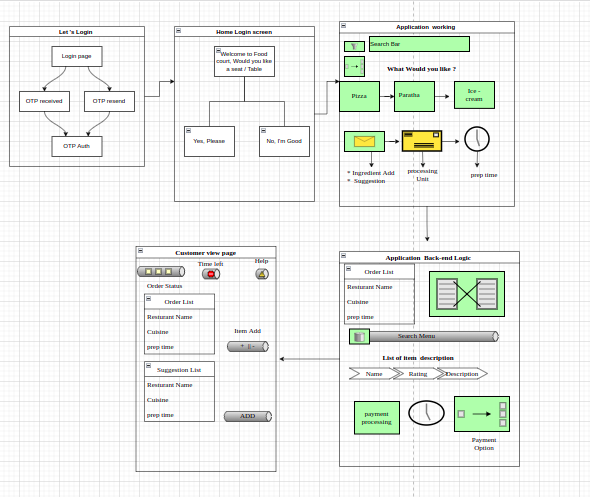 Let 's Login
Login page
OTP received
OTP resend
OTP Auth
Home Login screen
Welcome to Food
court, Would you like
a seat / Table
Yes, Please
No, I'm Good
Application working
Search Bar
What Would you like ?
Pizza
Paratha
Ice -
cream
* Ingredient Add
* Suggestion
processing
Unit
prep time
Customer view page
Time left
Help
Order Status
Order List
Resturant Name
Cuisine
prep time
Item Add
+ || -
Suggestion List
Resturant Name
Cuisine
prep time
ADD
Application Back-end Logic
Order List
Resturant Name
Cuisine
prep time
Search Menu
List of item description
Name
Rating
Description
payment
processing
Payment
Option